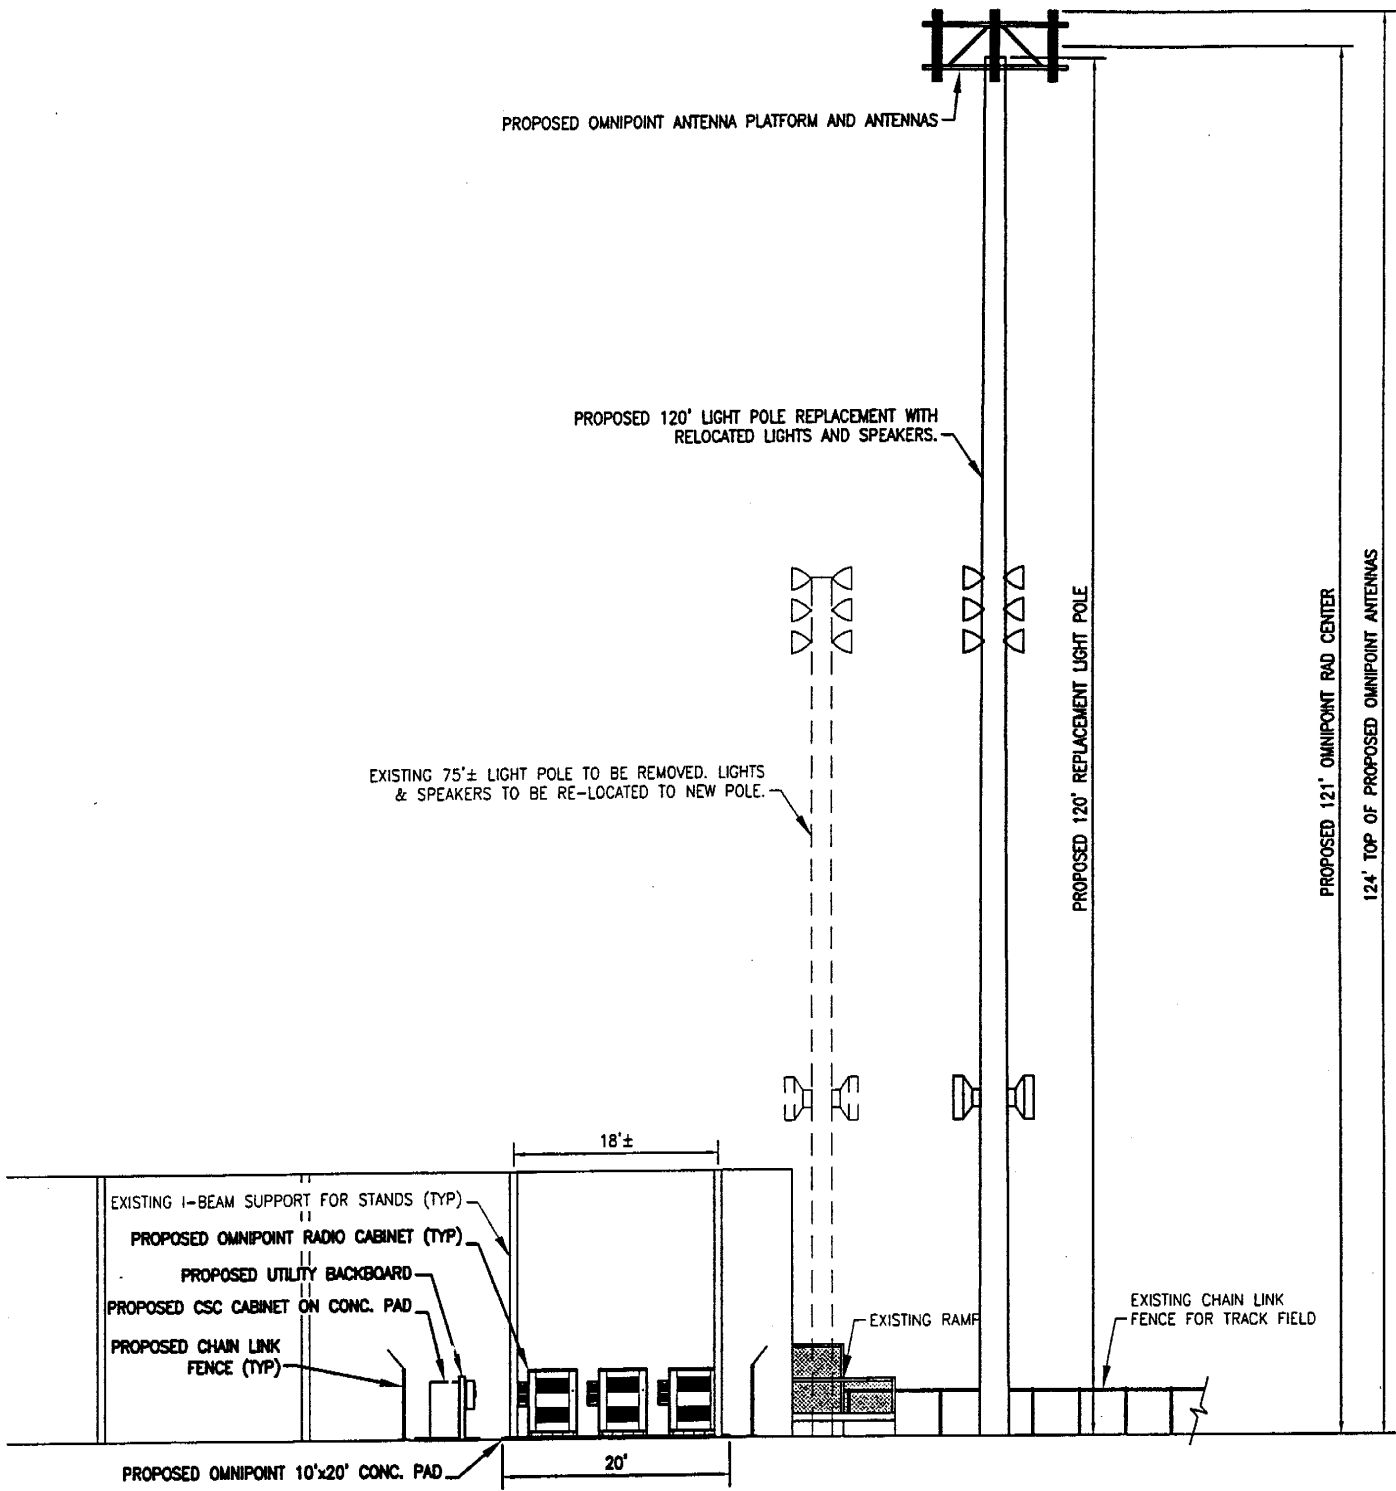 PROPOSED OMNIPOINT ANTENNA PLATFORM AND ANTENNAS
PROPOSED 120' LIGHT POLE REPLACEMENT WITH
RELOCATED LIGHTS AND SPEAKERS.
EXISTING 75'± LIGHT POLE TO BE REMOVED. LIGHTS
& SPEAKERS TO BE RE-LOCATED TO NEW POLE.
PROPOSED 120' REPLACEMENT LIGHT POLE
PROPOSED 121' OMNIPOINT RAD CENTER
124' TOP OF PROPOSED OMNIPOINT ANTENNAS
18'±
EXISTING I-BEAM SUPPORT FOR STANDS (TYP)
PROPOSED OMNIPOINT RADIO CABINET (TYP)
PROPOSED UTILITY BACKBOARD
PROPOSED CSC CABINET ON CONC. PAD
PROPOSED CHAIN LINK
FENCE (TYP)
EXISTING RAMP
EXISTING CHAIN LINK
FENCE FOR TRACK FIELD
20'
PROPOSED OMNIPOINT 10'x20' CONC. PAD